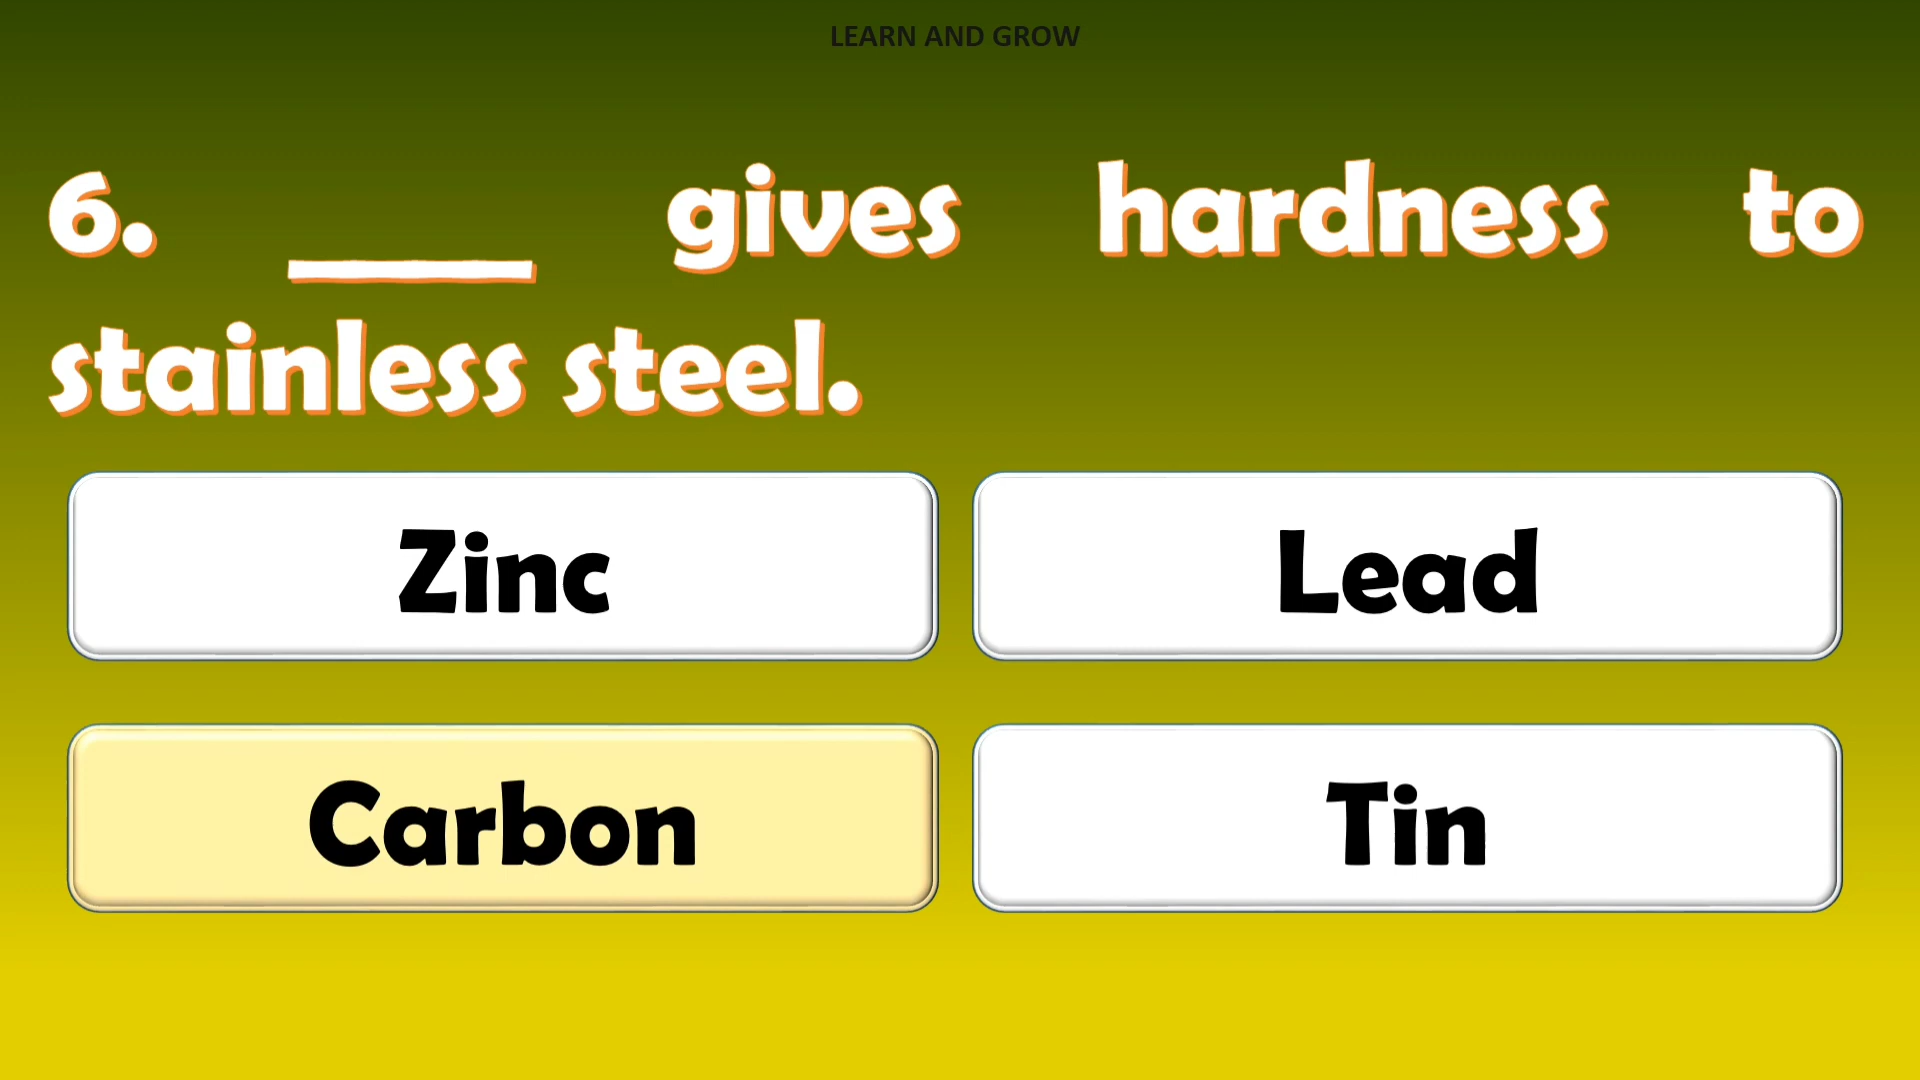 LEARN AND GROW
6. ____ gives hardness to
stainless steel.
Zinc
Lead
Carbon
Tin